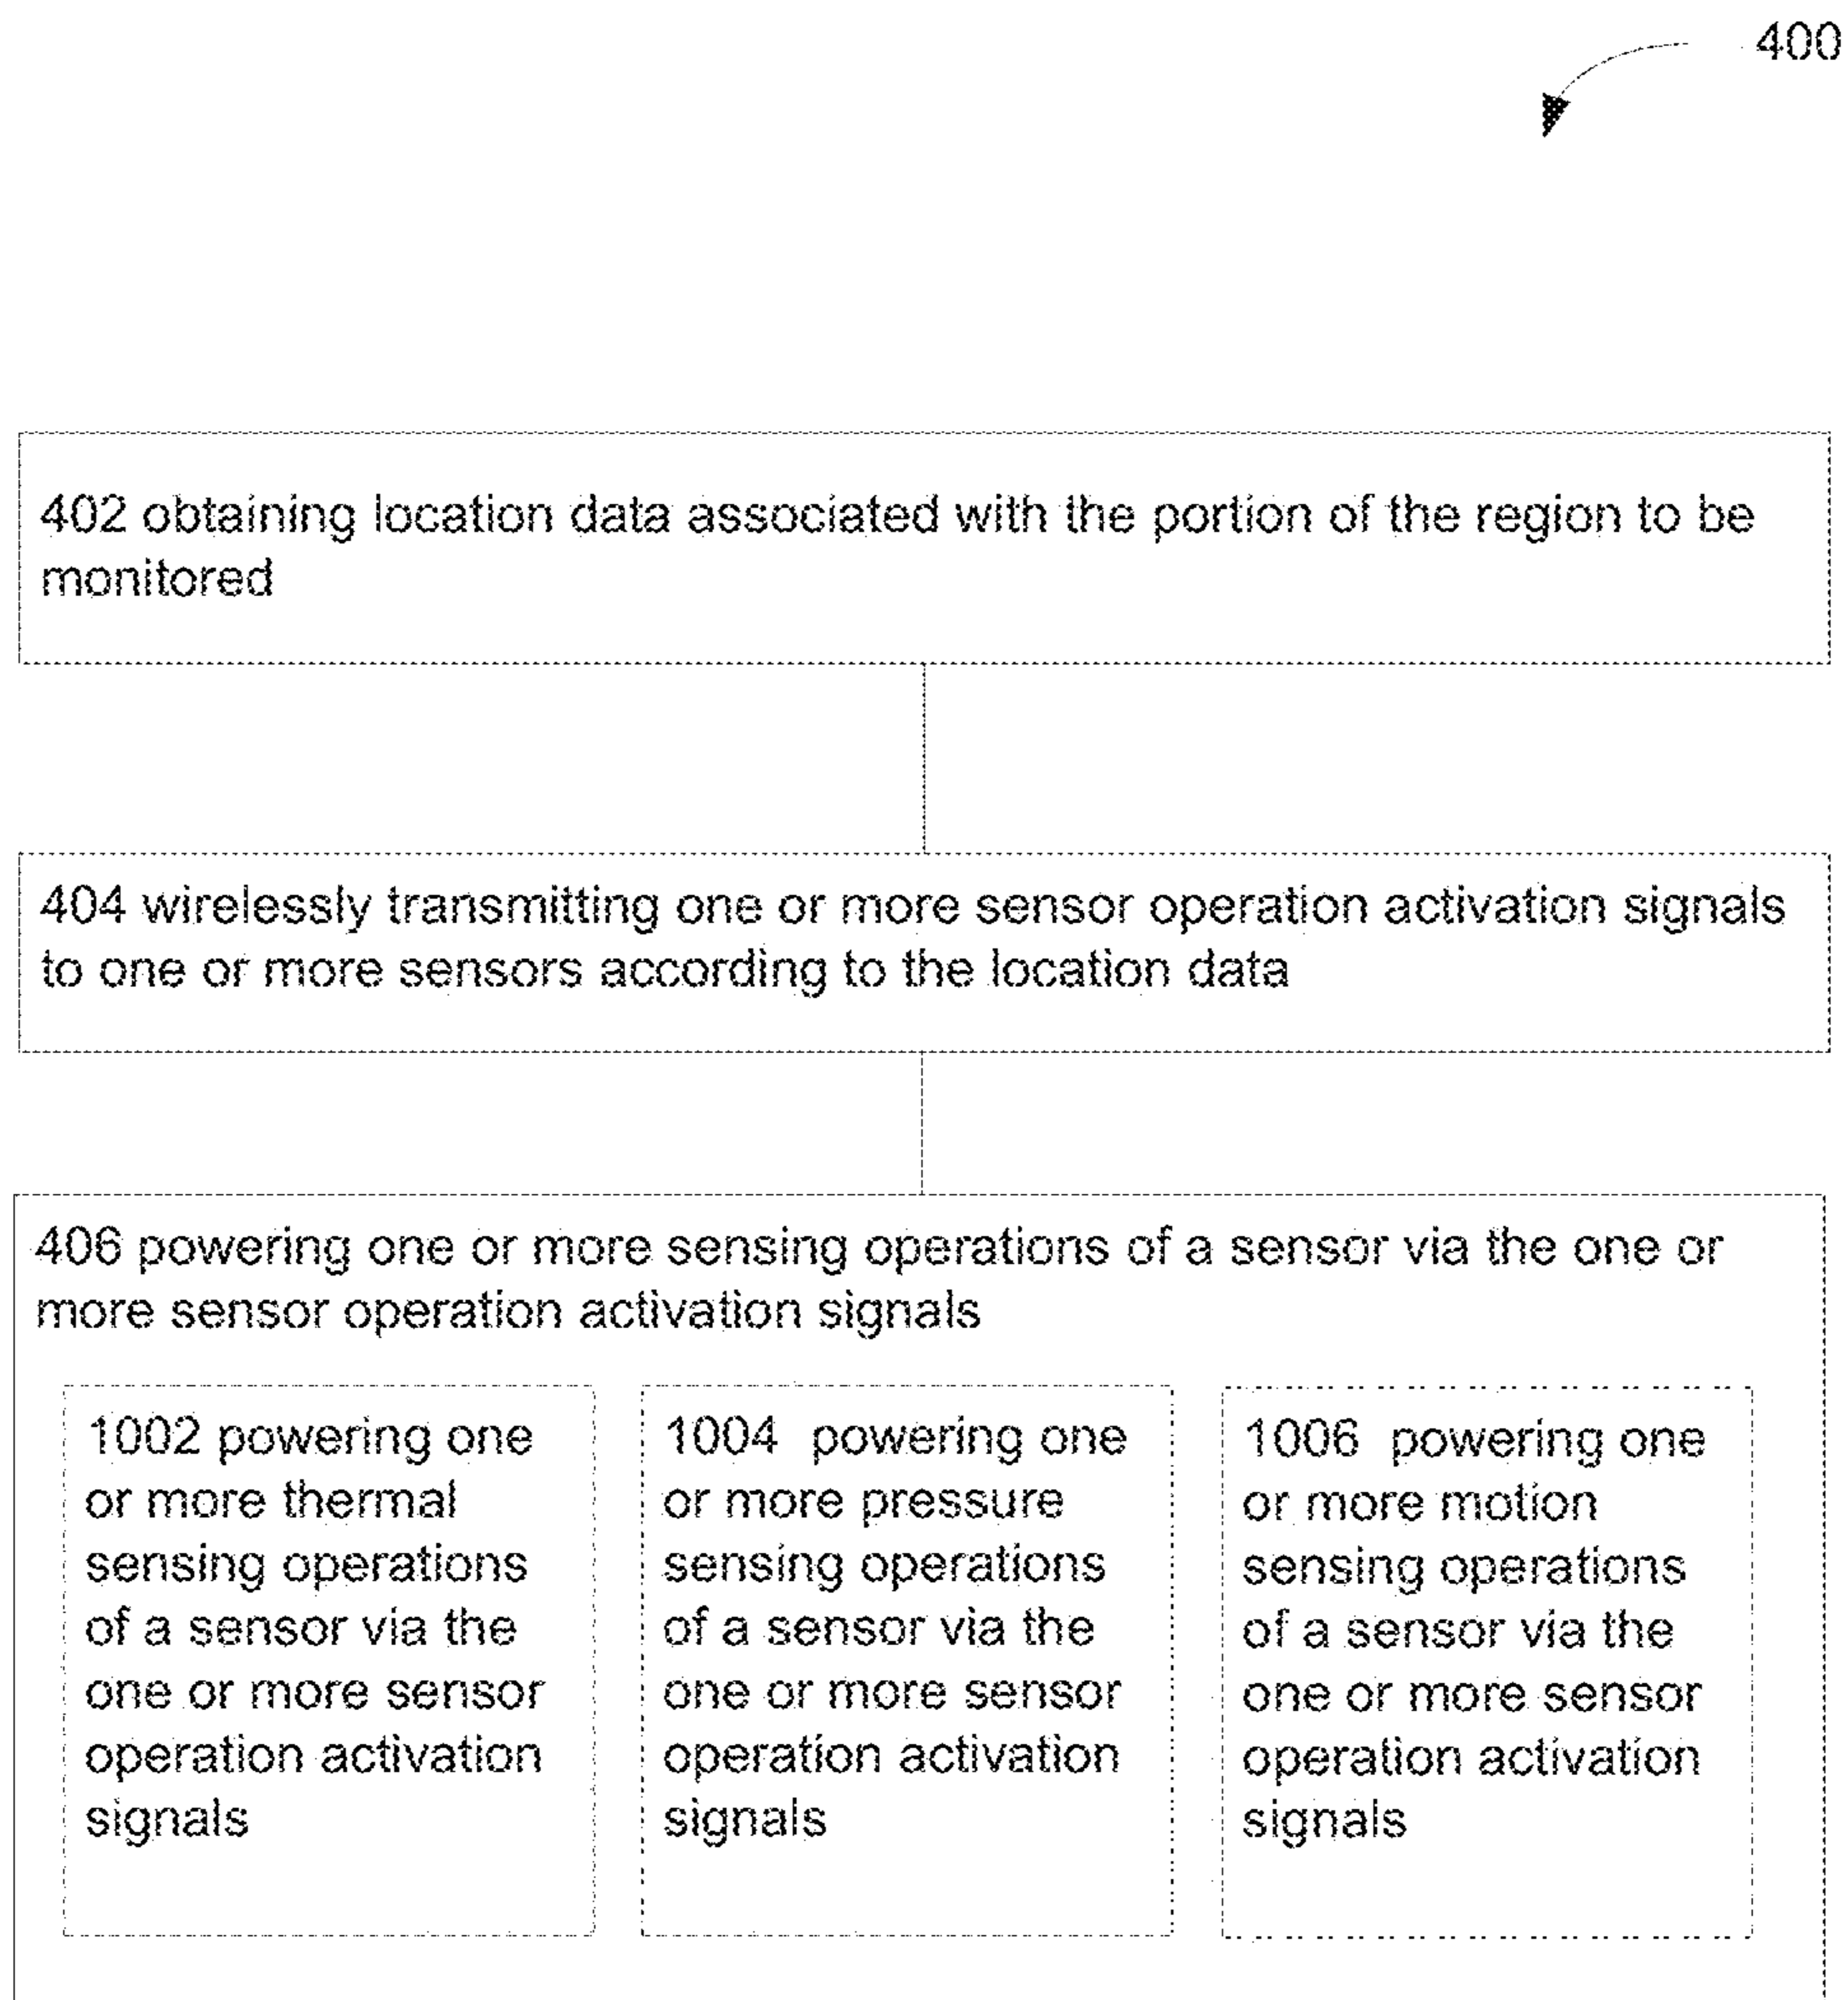 400
402 obtaining location data associated with the portion of the region to be
monitored
404 wirelessly transmitting one or more sensor operation activation signals
to one or more sensors according to the location data
406 powering one or more sensing operations of a sensor via the one or
more sensor operation activation signals
1002 powering one
or more thermal
sensing operations
of a sensor via the
one or more sensor
operation activation
signals
1004 powering one
or more pressure
sensing operations
of a sensor via the
one or more sensor
operation activation
signals
1006 powering one
or more motion
sensing operations
of a sensor via the
one or more sensor
operation activation
signals